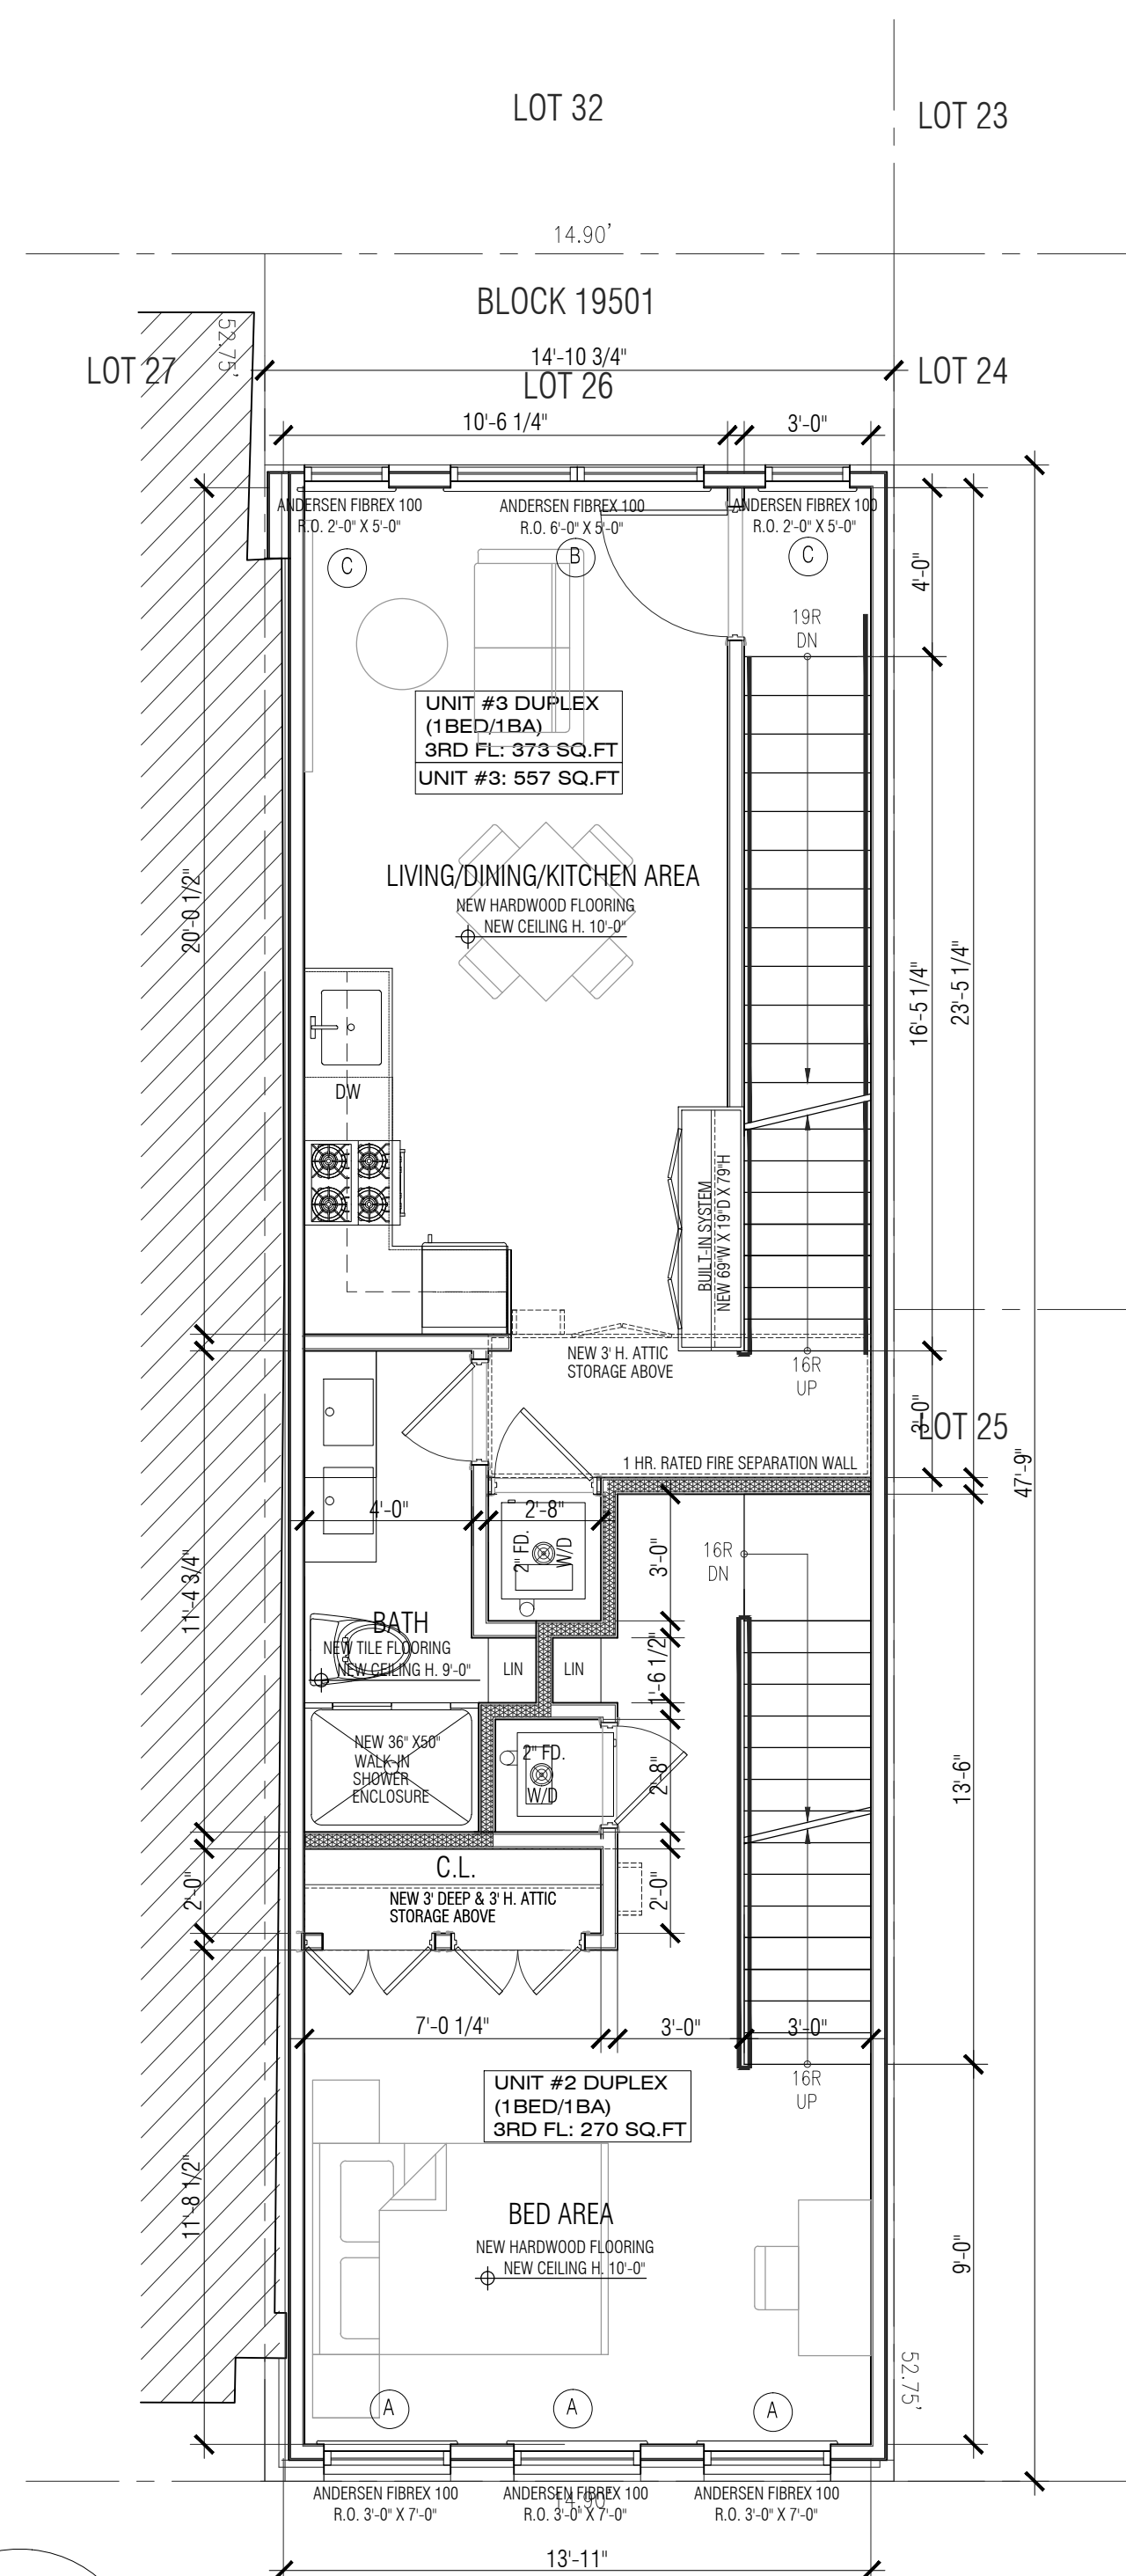 LOT 32
LOT 23
14.90'
BLOCK 19501
52.75'
LOT 27
14'-10 3/4"
LOT 26
LOT 24
10'-6 1/4"
3'-0"
ANDERSEN FIBREX 100
R.O. 2'-0" X 5'-0"
ANDERSEN FIBREX 100
R.O. 6'-0" X 5'-0"
ANDERSEN FIBREX 100
R.O. 2'-0" X 5'-0"
C
B
C
4'-0"
19R
DN
UNIT #3 DUPLEX
(1BED/1BA)
3RD FL: 373 SQ.FT
UNIT #3: 557 SQ.FT
LIVING/DINING/KITCHEN AREA
NEW HARDWOOD FLOORING
NEW CEILING H. 10'-0"
20'-0 1/2"
16'-5 1/4"
23'-5 1/4"
DW
BUILT-IN SYSTEM
NEW 69"W X 19"D X 79"H
NEW 3' H. ATTIC
STORAGE ABOVE
16R
UP
3'-0"
LOT 25
1 HR. RATED FIRE SEPARATION WALL
47'-9"
4'-0"
2'-8"
2" FD.
W/D
3'-0"
16R
DN
11'-4 3/4"
BATH
NEW TILE FLOORING
NEW CEILING H. 9'-0"
LIN
LIN
1'-6 1/2"
NEW 36" X50"
WALK-IN
SHOWER
ENCLOSURE
2" FD.
W/D
2'-8"
13'-6"
C.L.
2'-0"
2'-0"
NEW 3' DEEP & 3' H. ATTIC
STORAGE ABOVE
7'-0 1/4"
3'-0"
3'-0"
16R
UP
UNIT #2 DUPLEX
(1BED/1BA)
3RD FL: 270 SQ.FT
11'-8 1/2"
BED AREA
NEW HARDWOOD FLOORING
NEW CEILING H. 10'-0"
9'-0"
52.75'
A
A
A
ANDERSEN FIBREX 100
R.O. 3'-0" X 7'-0"
ANDERSEN FIBREX 100
14.90'
R.O. 3'-0" X 7'-0"
ANDERSEN FIBREX 100
R.O. 3'-0" X 7'-0"
13'-11"